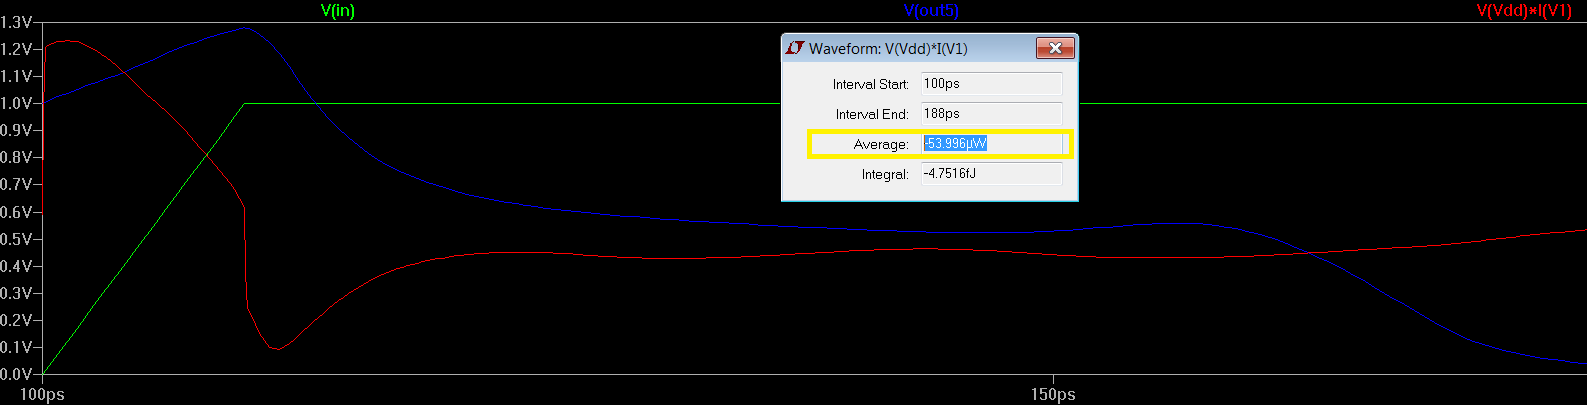 V(in) V(out5) V(Vdd)*I(V1)
1.3V
1.2V
1.1V
1.0V
0.9V
0.8V
0.7V
0.6V
0.5V
0.4V
0.3V
0.2V
0.1V
0.0V
100ps 150ps
Waveform: V(Vdd)*I(V1)
Interval Start: 100ps
Interval End: 188ps
Average: -53.996µW
Integral: -4.7516fJ